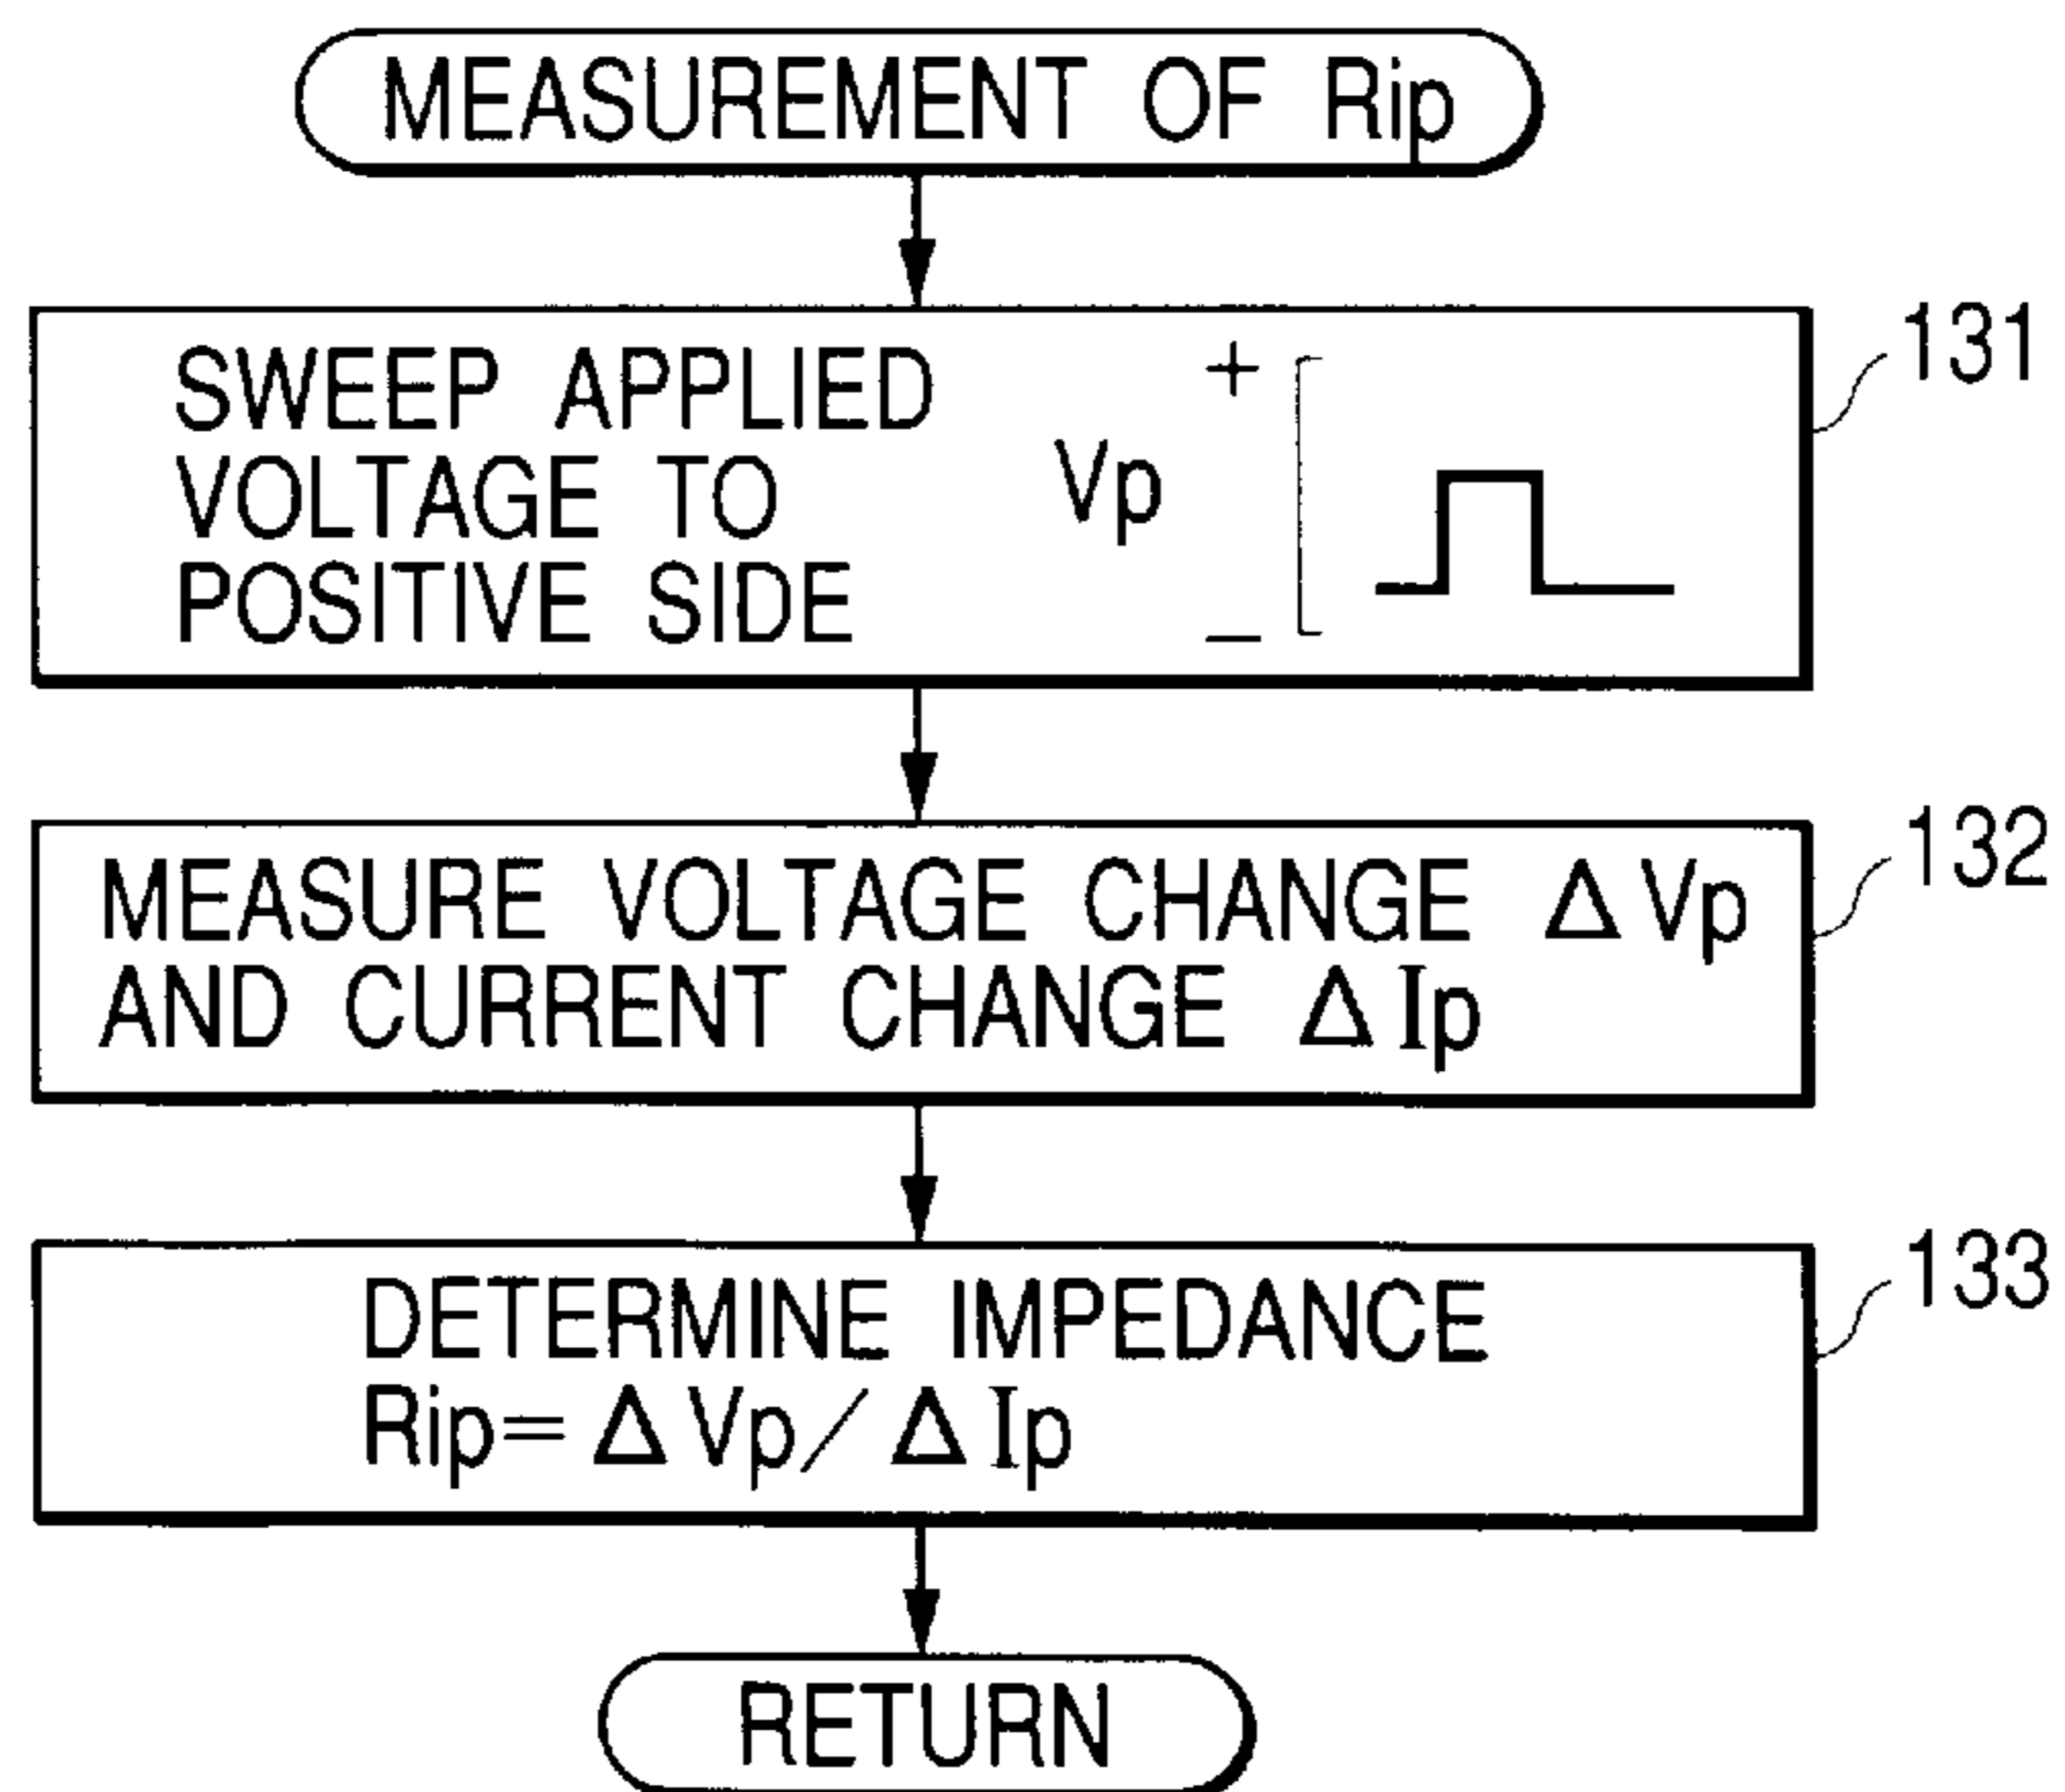 MEASUREMENT OF Rip
131
SWEEP APPLIED
VOLTAGE TO
POSITIVE SIDE
+
Vp
−
132
MEASURE VOLTAGE CHANGE ΔVp
AND CURRENT CHANGE ΔIp
133
DETERMINE IMPEDANCE
Rip=ΔVp/ΔIp
RETURN